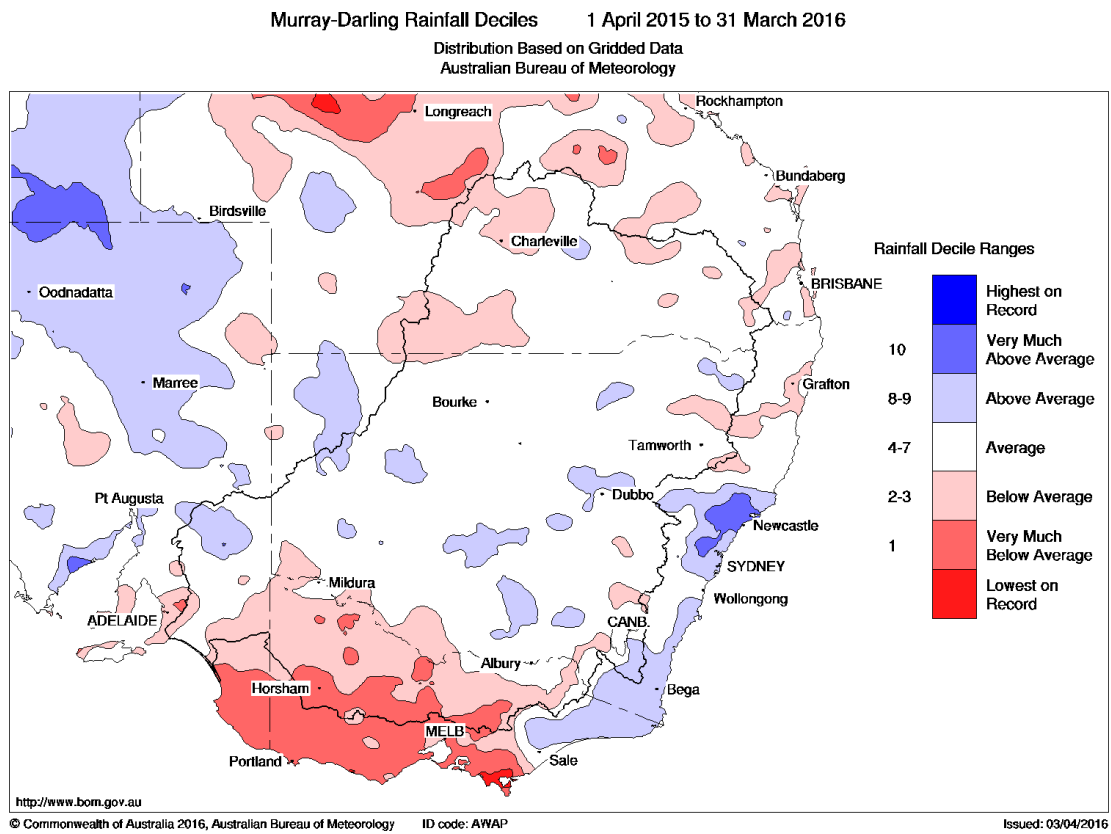 Murray-Darling Rainfall Deciles 1 April 2015 to 31 March 2016
Distribution Based on Gridded Data
Australian Bureau of Meteorology
Rockhampton
Longreach
Bundaberg
Birdsville
Charleville
Rainfall Decile Ranges
BRISBANE
Oodnadatta
Highest on
Record
10
Very Much
Above Average
Marree
Grafton
8-9
Above Average
Bourke
Tamworth
4-7
Average
Pt Augusta
Dubbo
2-3
Below Average
Newcastle
1
Very Much
Below Average
SYDNEY
Mildura
Lowest on
Record
Wollongong
ADELAIDE
CANB.
Albury
Horsham
Bega
MELB
Portland
Sale
http://www.bom.gov.au
© Commonwealth of Australia 2016, Australian Bureau of Meteorology ID code: AWAP Issued: 03/04/2016